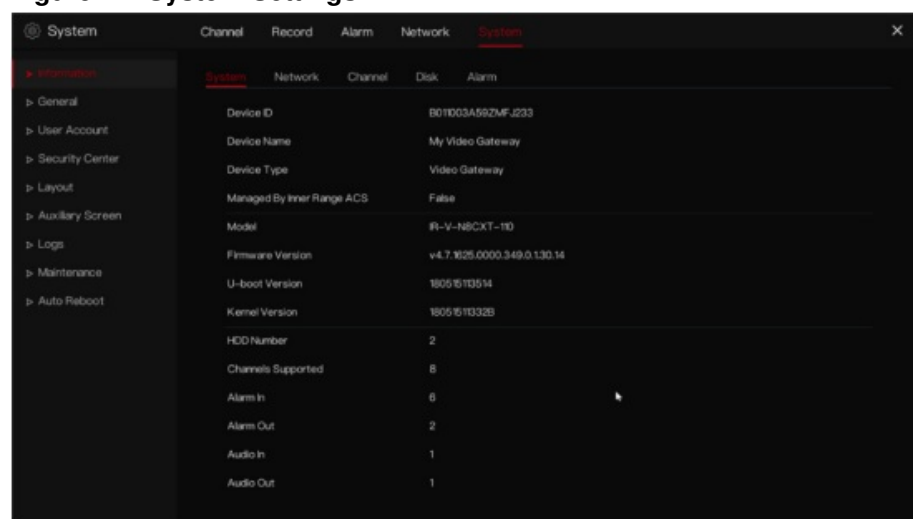 System Channel Record Alarm Network System
Information
General
User Account
Security Center
Layout
Auxiliary Screen
Logs
Maintenance
Auto Reboot
System Network Channel Disk Alarm
Device ID B011003A59ZMFJ233
Device Name My Video Gateway
Device Type Video Gateway
Managed By Inner Range ACS False
Model IR-V-N8CXT-110
Firmware Version v4.7.1625.0000.349.0.1.30.14
U-boot Version 180515113514
Kernel Version 18051511332B
HDD Number 2
Channels Supported 8
Alarm In 6
Alarm Out 2
Audio In 1
Audio Out 1